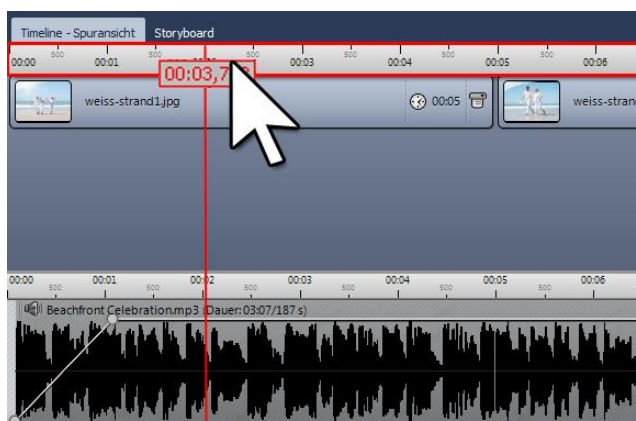 Timeline - Spuransicht Storyboard
00:00 500 00:01 500 500 00:03 500 00:04 500 00:05 500 00:06
00:03,7
weiss-strand1.jpg 00:05 weiss-stran
00:00 500 00:01 500 00:02 500 00:03 500 00:04 500 00:05 500 00:06
Beachfront Celebration.mp3 (Dauer: 03:07/187 s)